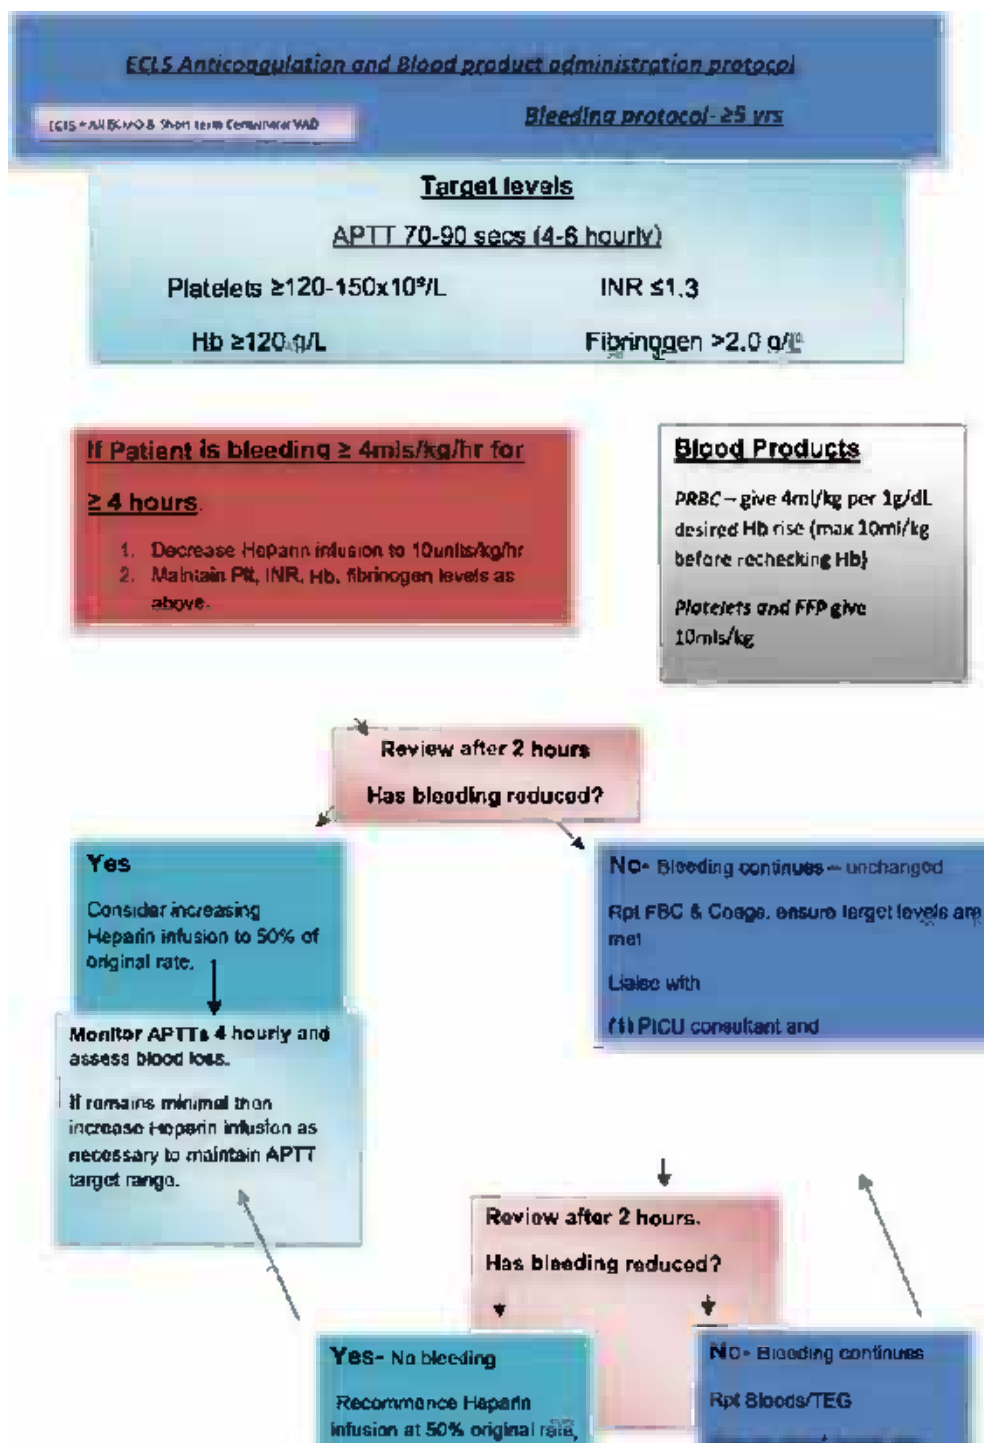 ECLS Anticoagulation and Blood product administration protocol
Bleeding protocol- ≥5 yrs
ECLS = All ECMO & Short term VAD
Target levels
APTT 70-90 secs (4-6 hourly)
Platelets ≥120-150x10⁹/L
INR ≤1.3
Hb ≥120 g/L
Fibrinogen >2.0 g/L
If Patient is bleeding ≥ 4mls/kg/hr for
≥ 4 hours.
1. Decrease Heparin infusion to 10units/kg/hr
2. Maintain Plt, INR, Hb, fibrinogen levels as
above.
Blood Products
PRBC – give 4ml/kg per 1g/dL
desired Hb rise (max 10ml/kg
before rechecking Hb)
Platelets and FFP give
10mls/kg
Review after 2 hours
Has bleeding reduced?
Yes
Consider increasing
Heparin infusion to 50% of
original rate.
Monitor APTTs 4 hourly and
assess blood loss.
If remains minimal then
increase Heparin infusion as
necessary to maintain APTT
target range.
No- Bleeding continues – unchanged
Rpt FBC & Coags, ensure target levels are
met
Liaise with
(1) PICU consultant and
Review after 2 hours.
Has bleeding reduced?
Yes- No bleeding
Recommence Heparin
infusion at 50% original rate,
No- Bleeding continues
Rpt Bloods/TEG